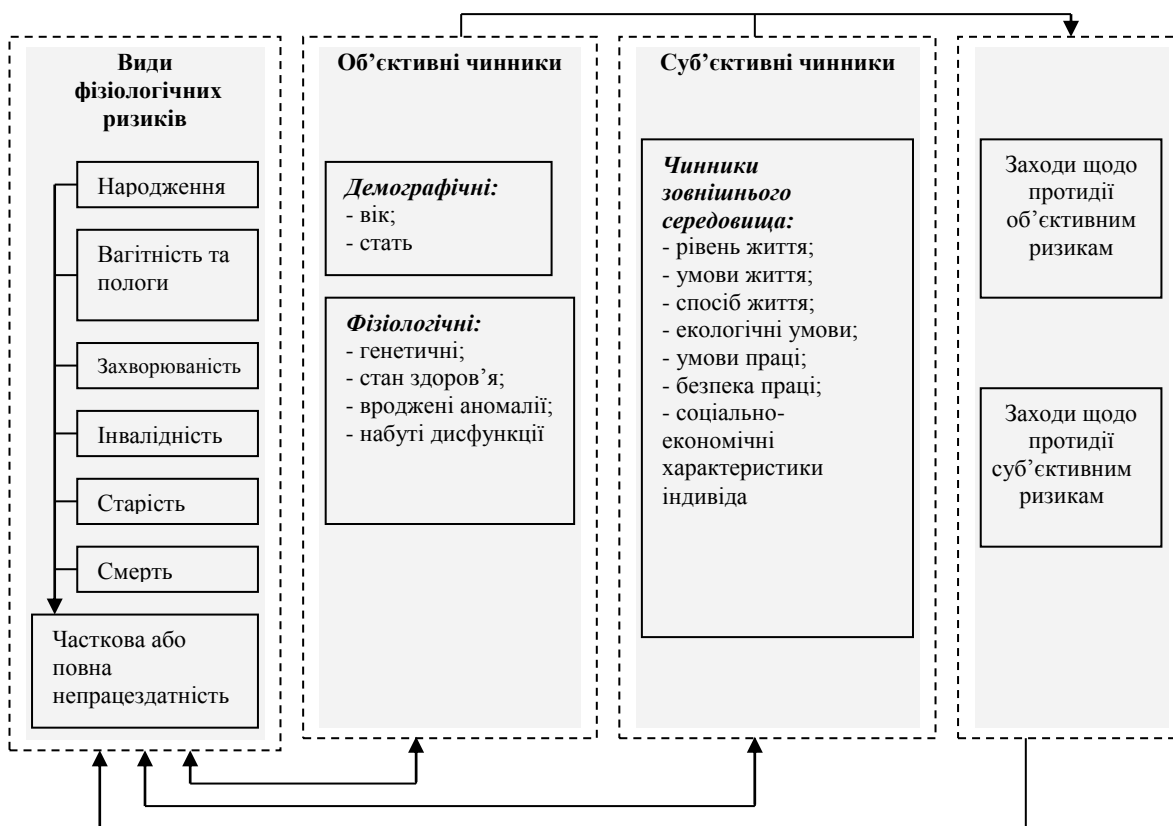 Види
фізіологічних
ризиків
Народження
Вагітність та
пологи
Захворюваність
Інвалідність
Старість
Смерть
Часткова або
повна
непрацездатність
Об’єктивні чинники
Демографічні:
- вік;
- стать
Фізіологічні:
- генетичні;
- стан здоров’я;
- вроджені аномалії;
- набуті дисфункції
Суб’єктивні чинники
Чинники
зовнішнього
середовища:
- рівень життя;
- умови життя;
- спосіб життя;
- екологічні умови;
- умови праці;
- безпека праці;
- соціально-
економічні
характеристики
індивіда
Заходи щодо
протидії
об’єктивним
ризикам
Заходи щодо
протидії
суб’єктивним
ризикам